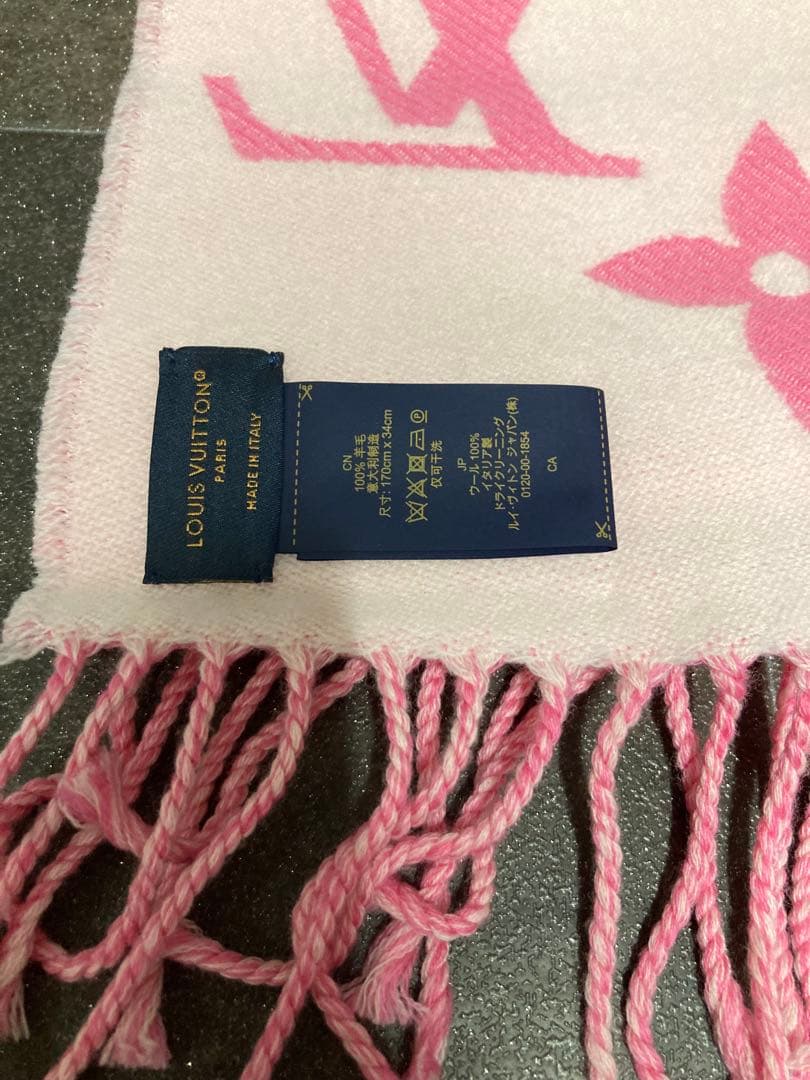 LOUIS VUITTON®
PARIS
MADE IN ITALY
CN
100% 羊毛
意大利制造
尺寸: 170cm x 34cm
Ⓟ
仅可干洗
JP
ウール 100%
イタリア製
ドライクリーニング
ルイ・ヴィトン ジャパン(株)
0120-00-1854
CA